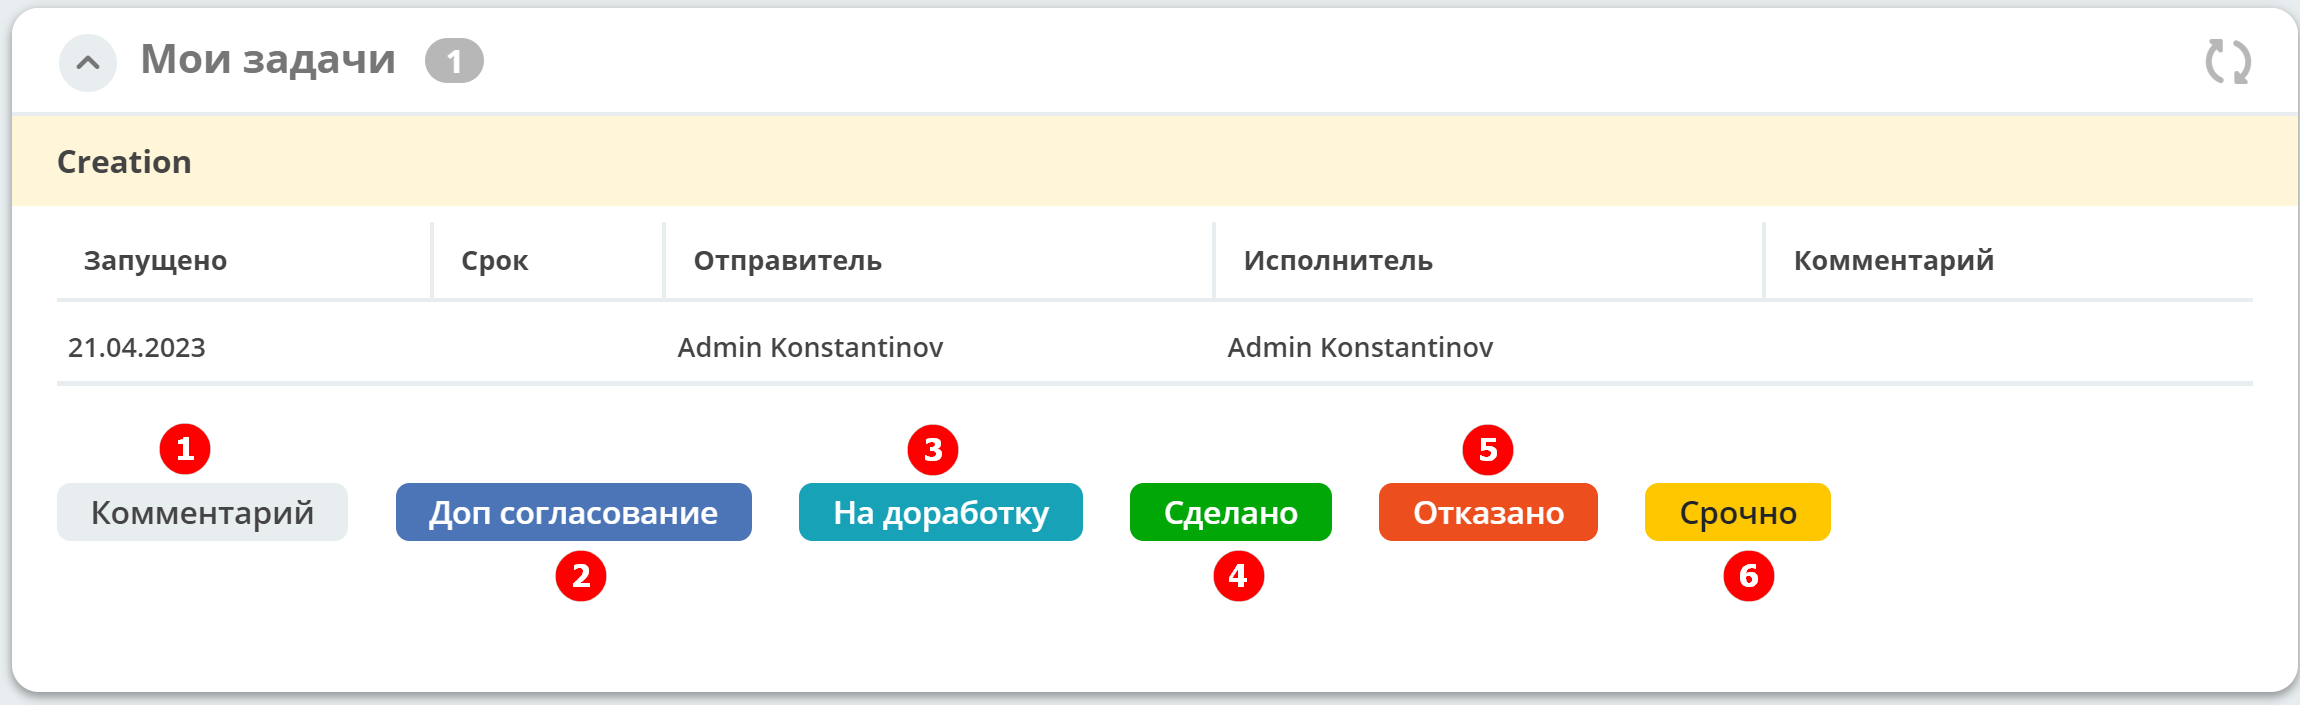 Мои задачи 1
Creation
Запущено Срок Отправитель Исполнитель Комментарий
21.04.2023 Admin Konstantinov Admin Konstantinov
1 3 5
Комментарий Доп согласование На доработку Сделано Отказано Срочно
2 4 6